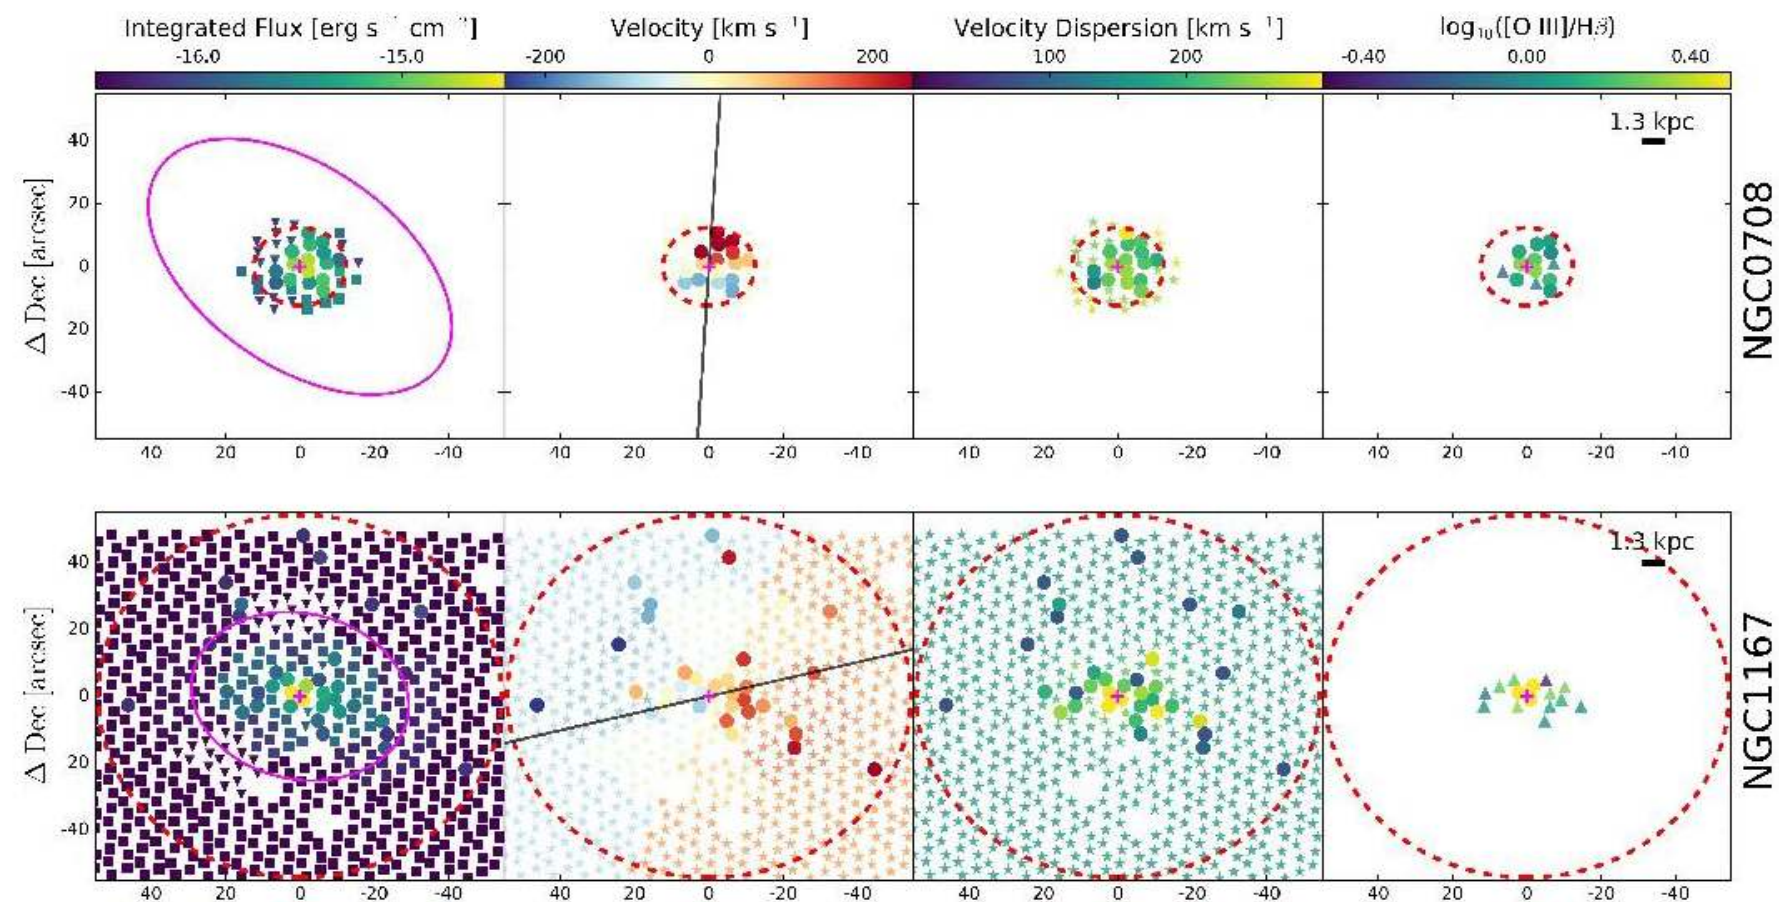 Integrated Flux [erg s⁻ cm⁻] Velocity [km s⁻¹] Velocity Dispersion [km s⁻¹] log₁₀([O III]/Hβ)
-16.0 -15.0 -200 0 200 100 200 -0.40 0.00 0.40
1.3 kpc
40
20
0
20
-40
Δ Dec [arcsec]
NGC0708
40 20 0 -20 -40 40 20 0 -20 -40 40 20 0 -20 -40 40 20 0 -20 -40
1.3 kpc
40
20
0
20
-40
Δ Dec [arcsec]
NGC1167
40 20 0 -20 -40 40 20 0 -20 -40 40 20 0 -20 -40 40 20 0 -20 -40